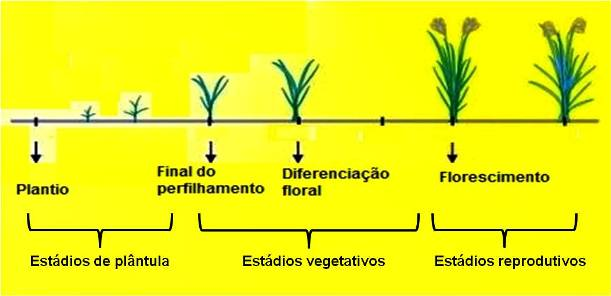 Plantio
Final do
perfilhamento
Diferenciação
floral
Florescimento
Estádios de plântula
Estádios vegetativos
Estádios reprodutivos